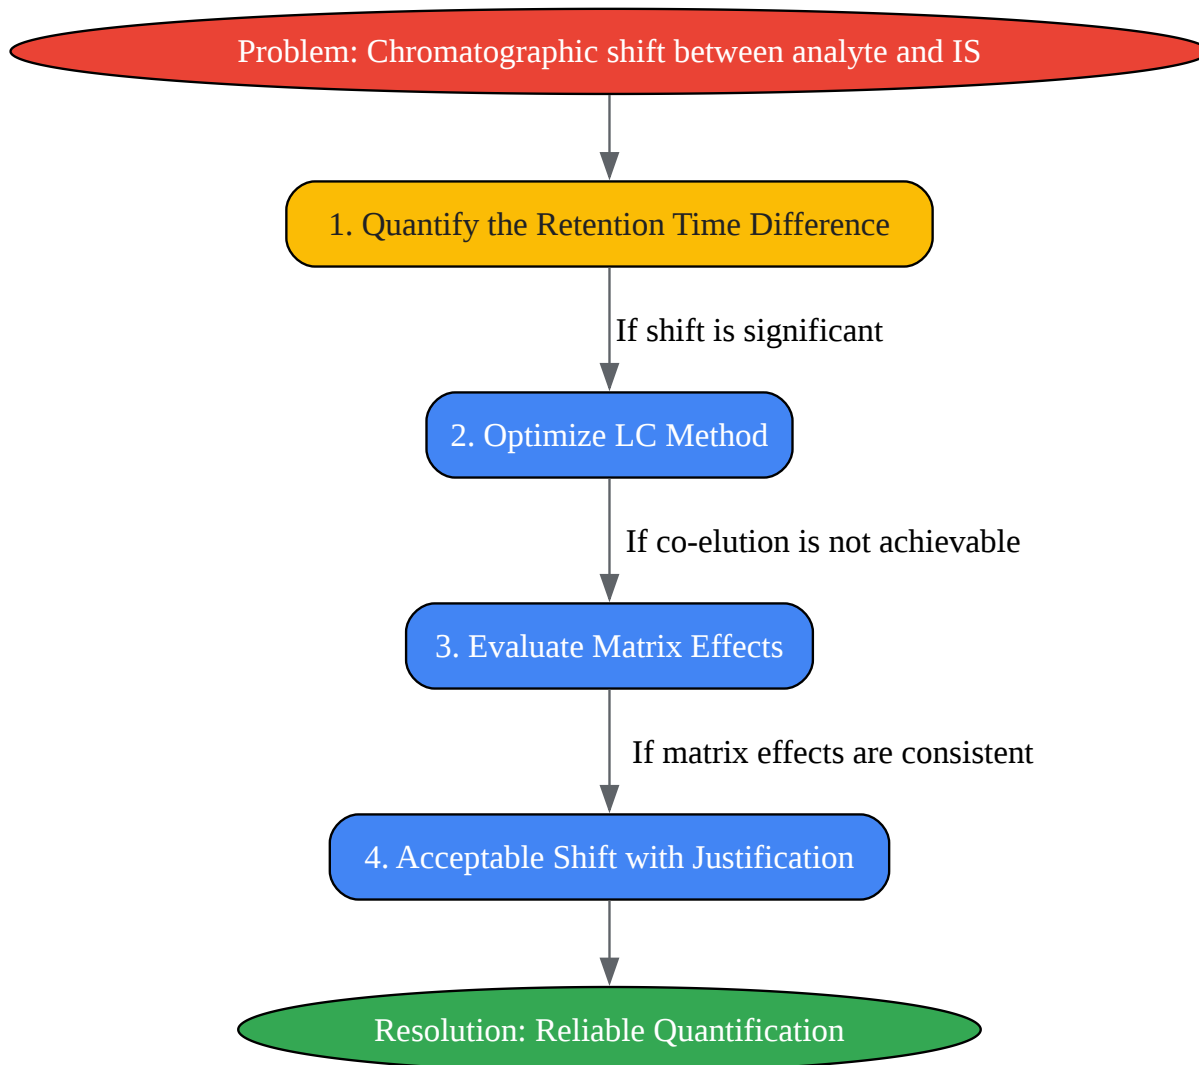 Problem: Chromatographic shift between analyte and IS
1. Quantify the Retention Time Difference
If shift is significant
2. Optimize LC Method
If co-elution is not achievable
3. Evaluate Matrix Effects
If matrix effects are consistent
4. Acceptable Shift with Justification
Resolution: Reliable Quantification